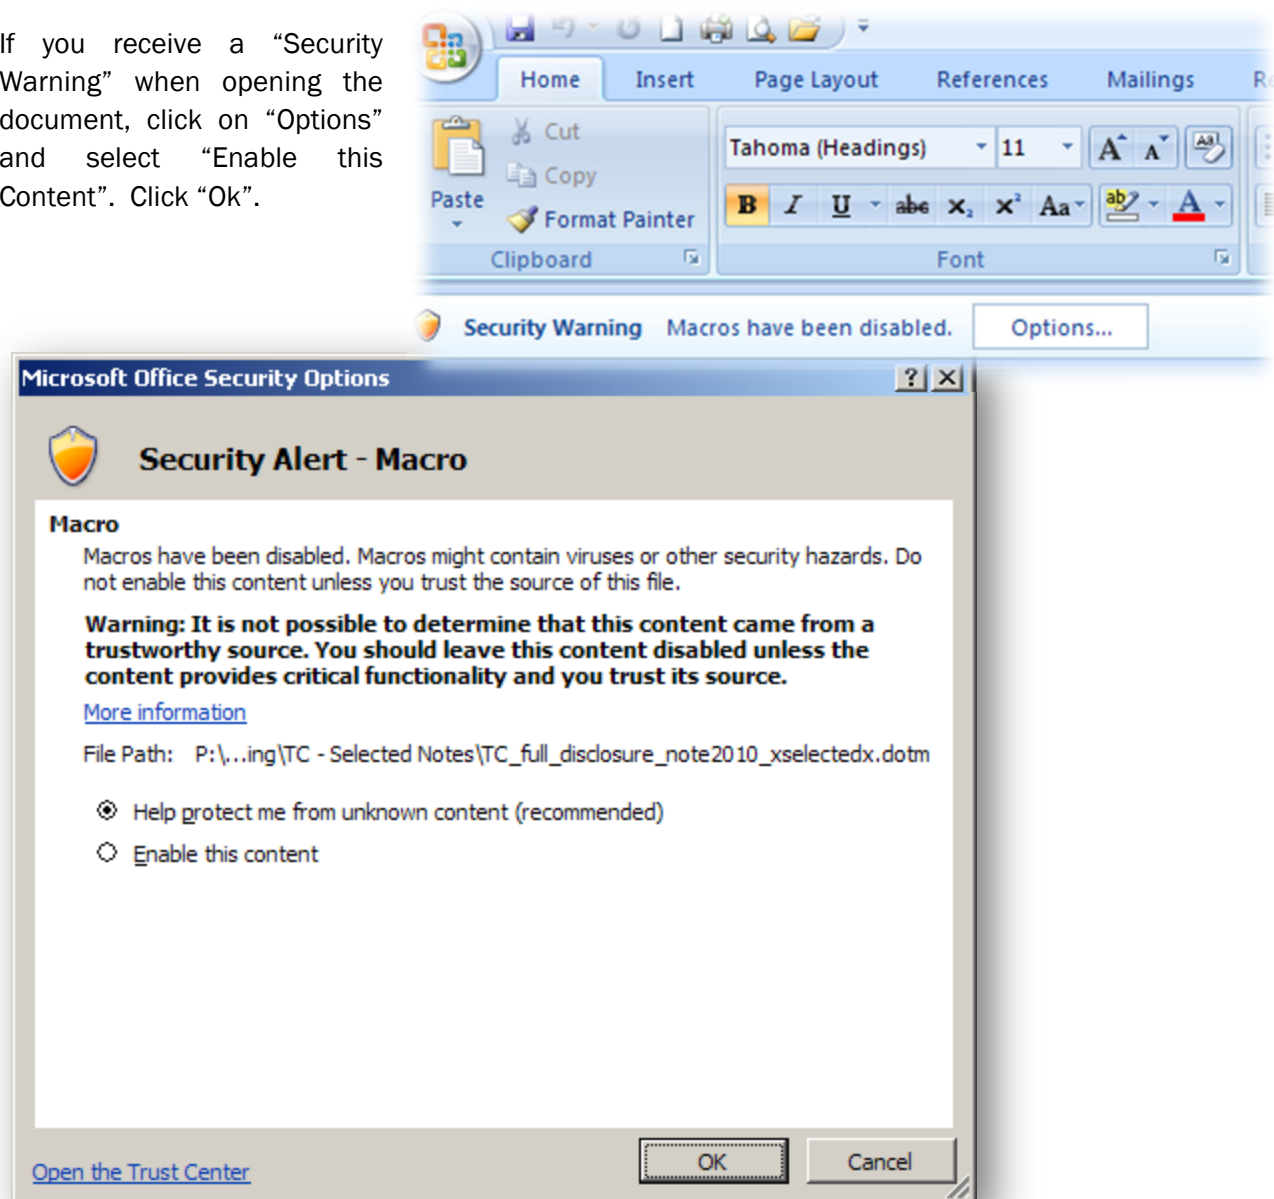 If you receive a “Security
Warning” when opening the
document, click on “Options”
and select “Enable this
Content”. Click “Ok”.
Home Insert Page Layout References Mailings
Cut
Copy
Paste
Format Painter
Clipboard
Tahoma (Headings) 11
B I U abc x₂ x² Aa ab A
Font
Security Warning Macros have been disabled. Options...
Microsoft Office Security Options
Security Alert - Macro
Macro
Macros have been disabled. Macros might contain viruses or other security hazards. Do
not enable this content unless you trust the source of this file.
Warning: It is not possible to determine that this content came from a
trustworthy source. You should leave this content disabled unless the
content provides critical functionality and you trust its source.
More information
File Path: P:\...ing\TC - Selected Notes\TC_full_disclosure_note2010_xselectedx.dotm
Help protect me from unknown content (recommended)
Enable this content
Open the Trust Center
OK Cancel